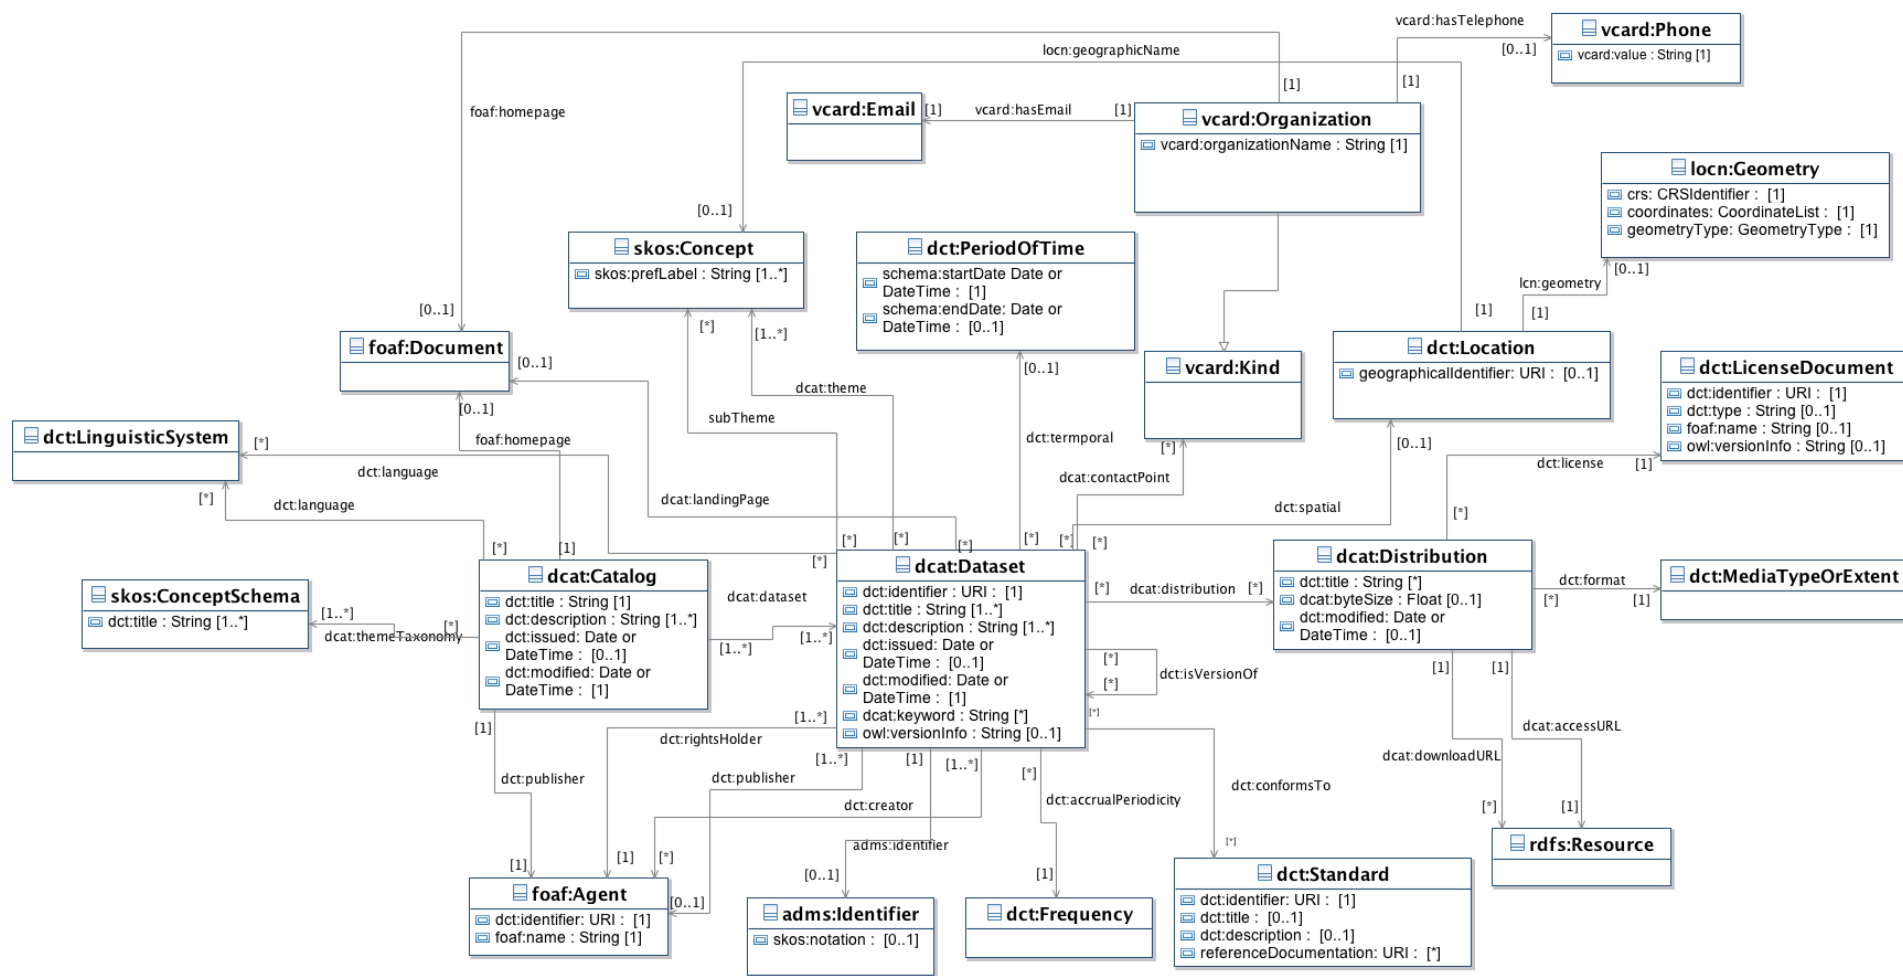 vcard:hasTelephone
vcard:Phone
vcard:value : String [1]
[0..1]
[1]
locn:geographicName
foaf:homepage
[1]
vcard:Email
[1]
vcard:hasEmail
[1]
vcard:Organization
vcard:organizationName : String [1]
locn:Geometry
crs: CRSIdentifier : [1]
coordinates: CoordinateList : [1]
geometryType: GeometryType : [1]
[0..1]
lcn:geometry
[1]
[1]
[0..1]
skos:Concept
skos:prefLabel : String [1..*]
[*]
[1..*]
dct:PeriodOfTime
schema:startDate Date or
DateTime : [1]
schema:endDate: Date or
DateTime : [0..1]
[0..1]
[0..1]
foaf:Document
[0..1]
[0..1]
vcard:Kind
[*]
dct:Location
geographicalIdentifier: URI : [0..1]
[0..1]
dct:LicenseDocument
dct:identifier : URI : [1]
dct:type : String [0..1]
foaf:name : String [0..1]
owl:versionInfo : String [0..1]
dct:license
[1]
[*]
dcat:theme
subTheme
dct:termporal
dcat:contactPoint
dct:spatial
dct:LinguisticSystem
[*]
dct:language
[*]
dct:language
foaf:homepage
dcat:landingPage
[*]
[1]
[*]
[*]
[*]
[*]
[*]
[*]
[*]
skos:ConceptSchema
dct:title : String [1..*]
[1..*]
dcat:themeTaxonomy
[*]
dcat:Catalog
dct:title : String [1]
dct:description : String [1..*]
dct:issued: Date or
DateTime : [0..1]
dct:modified: Date or
DateTime : [1]
dcat:dataset
[1..*]
[1..*]
dcat:Dataset
dct:identifier : URI : [1]
dct:title : String [1..*]
dct:description : String [1..*]
dct:issued: Date or
DateTime : [0..1]
dct:modified: Date or
DateTime : [1]
dcat:keyword : String [*]
owl:versionInfo : String [0..1]
[*]
dcat:distribution
[*]
[*]
dct:isVersionOf
[*]
[*]
dcat:Distribution
dct:title : String [*]
dcat:byteSize : Float [0..1]
dct:modified: Date or
DateTime : [0..1]
dct:format
[*]
[1]
dct:MediaTypeOrExtent
[1]
[1]
dcat:accessURL
dcat:downloadURL
[*]
[1]
rdfs:Resource
[1]
dct:publisher
[1..*]
dct:rightsHolder
[1..*]
dct:publisher
[1]
[1..*]
dct:creator
[*]
dct:accrualPeriodicity
dct:conformsTo
adms:identifier
[1]
[1]
[*]
[0..1]
[0..1]
[1]
[*]
foaf:Agent
dct:identifier: URI : [1]
foaf:name : String [1]
adms:Identifier
skos:notation : [0..1]
dct:Frequency
dct:Standard
dct:identifier: URI : [1]
dct:title : [0..1]
dct:description : [0..1]
referenceDocumentation: URI : [*]